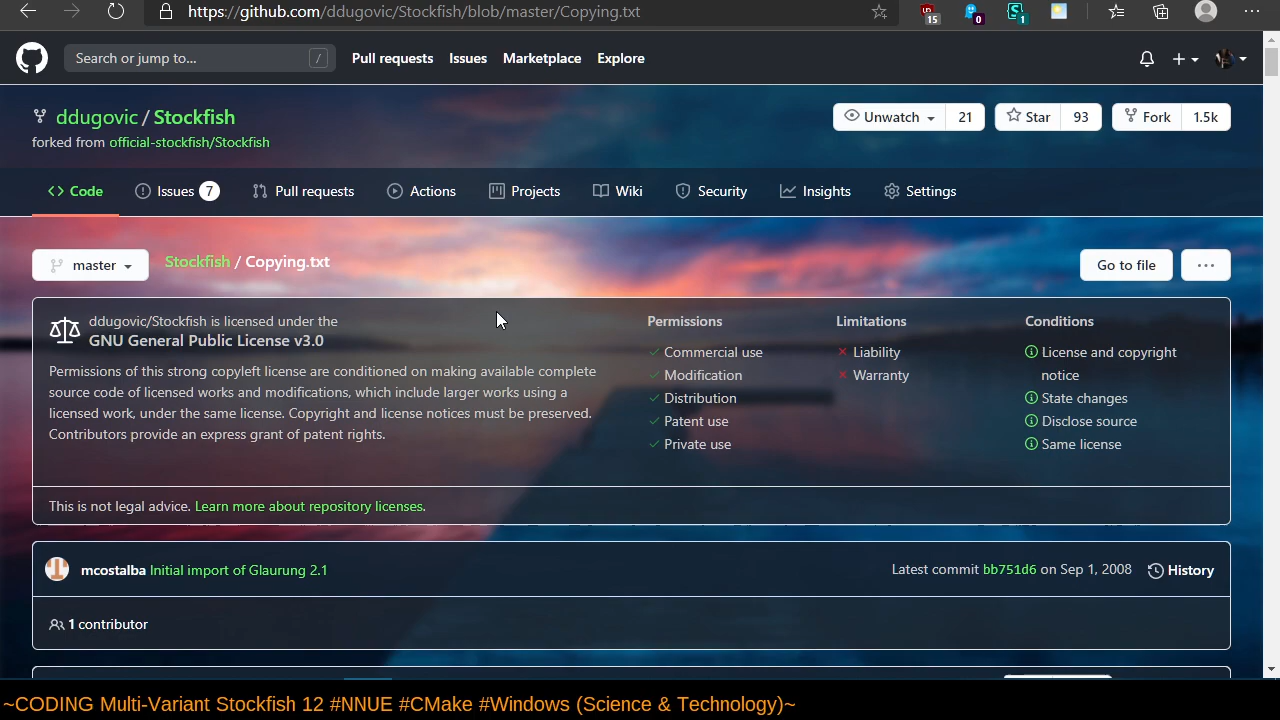 https://github.com/ddugovic/Stockfish/blob/master/Copying.txt
15
0
1
Search or jump to...
/
Pull requests
Issues
Marketplace
Explore
ddugovic / Stockfish
forked from official-stockfish/Stockfish
Unwatch
21
Star
93
Fork
1.5k
Code
Issues 7
Pull requests
Actions
Projects
Wiki
Security
Insights
Settings
master
Stockfish / Copying.txt
Go to file
ddugovic/Stockfish is licensed under the
GNU General Public License v3.0
Permissions of this strong copyleft license are conditioned on making available complete
source code of licensed works and modifications, which include larger works using a
licensed work, under the same license. Copyright and license notices must be preserved.
Contributors provide an express grant of patent rights.
Permissions
Commercial use
Modification
Distribution
Patent use
Private use
Limitations
Liability
Warranty
Conditions
License and copyright
notice
State changes
Disclose source
Same license
This is not legal advice. Learn more about repository licenses.
mcostalba Initial import of Glaurung 2.1
Latest commit bb751d6 on Sep 1, 2008
History
1 contributor
~CODING Multi-Variant Stockfish 12 #NNUE #CMake #Windows (Science & Technology)~